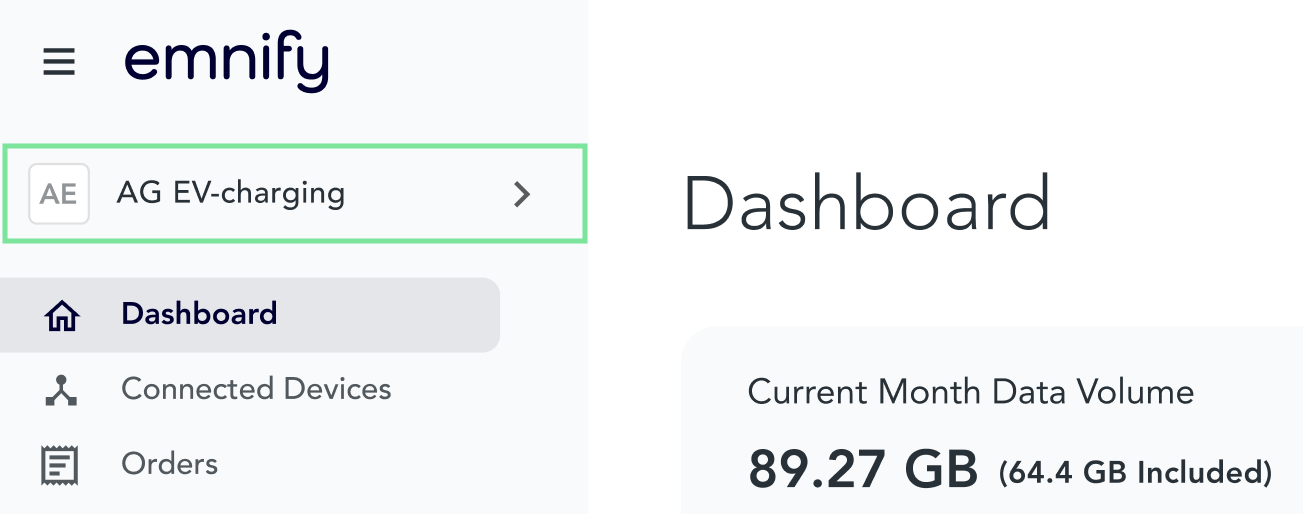 emnify
AE
AG EV-charging
Dashboard
Connected Devices
Orders
Dashboard
Current Month Data Volume
89.27 GB (64.4 GB Included)